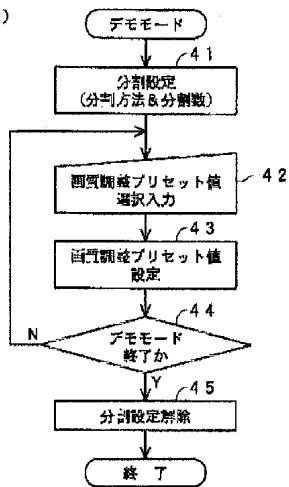 )
デモモード
41
分割設定
(分割方法&分割数)
画質調整プリセット値
選択入力
42
43
画質調整プリセット値
設定
44
デモモード
終了か
N
Y
45
分割設定解除
終了